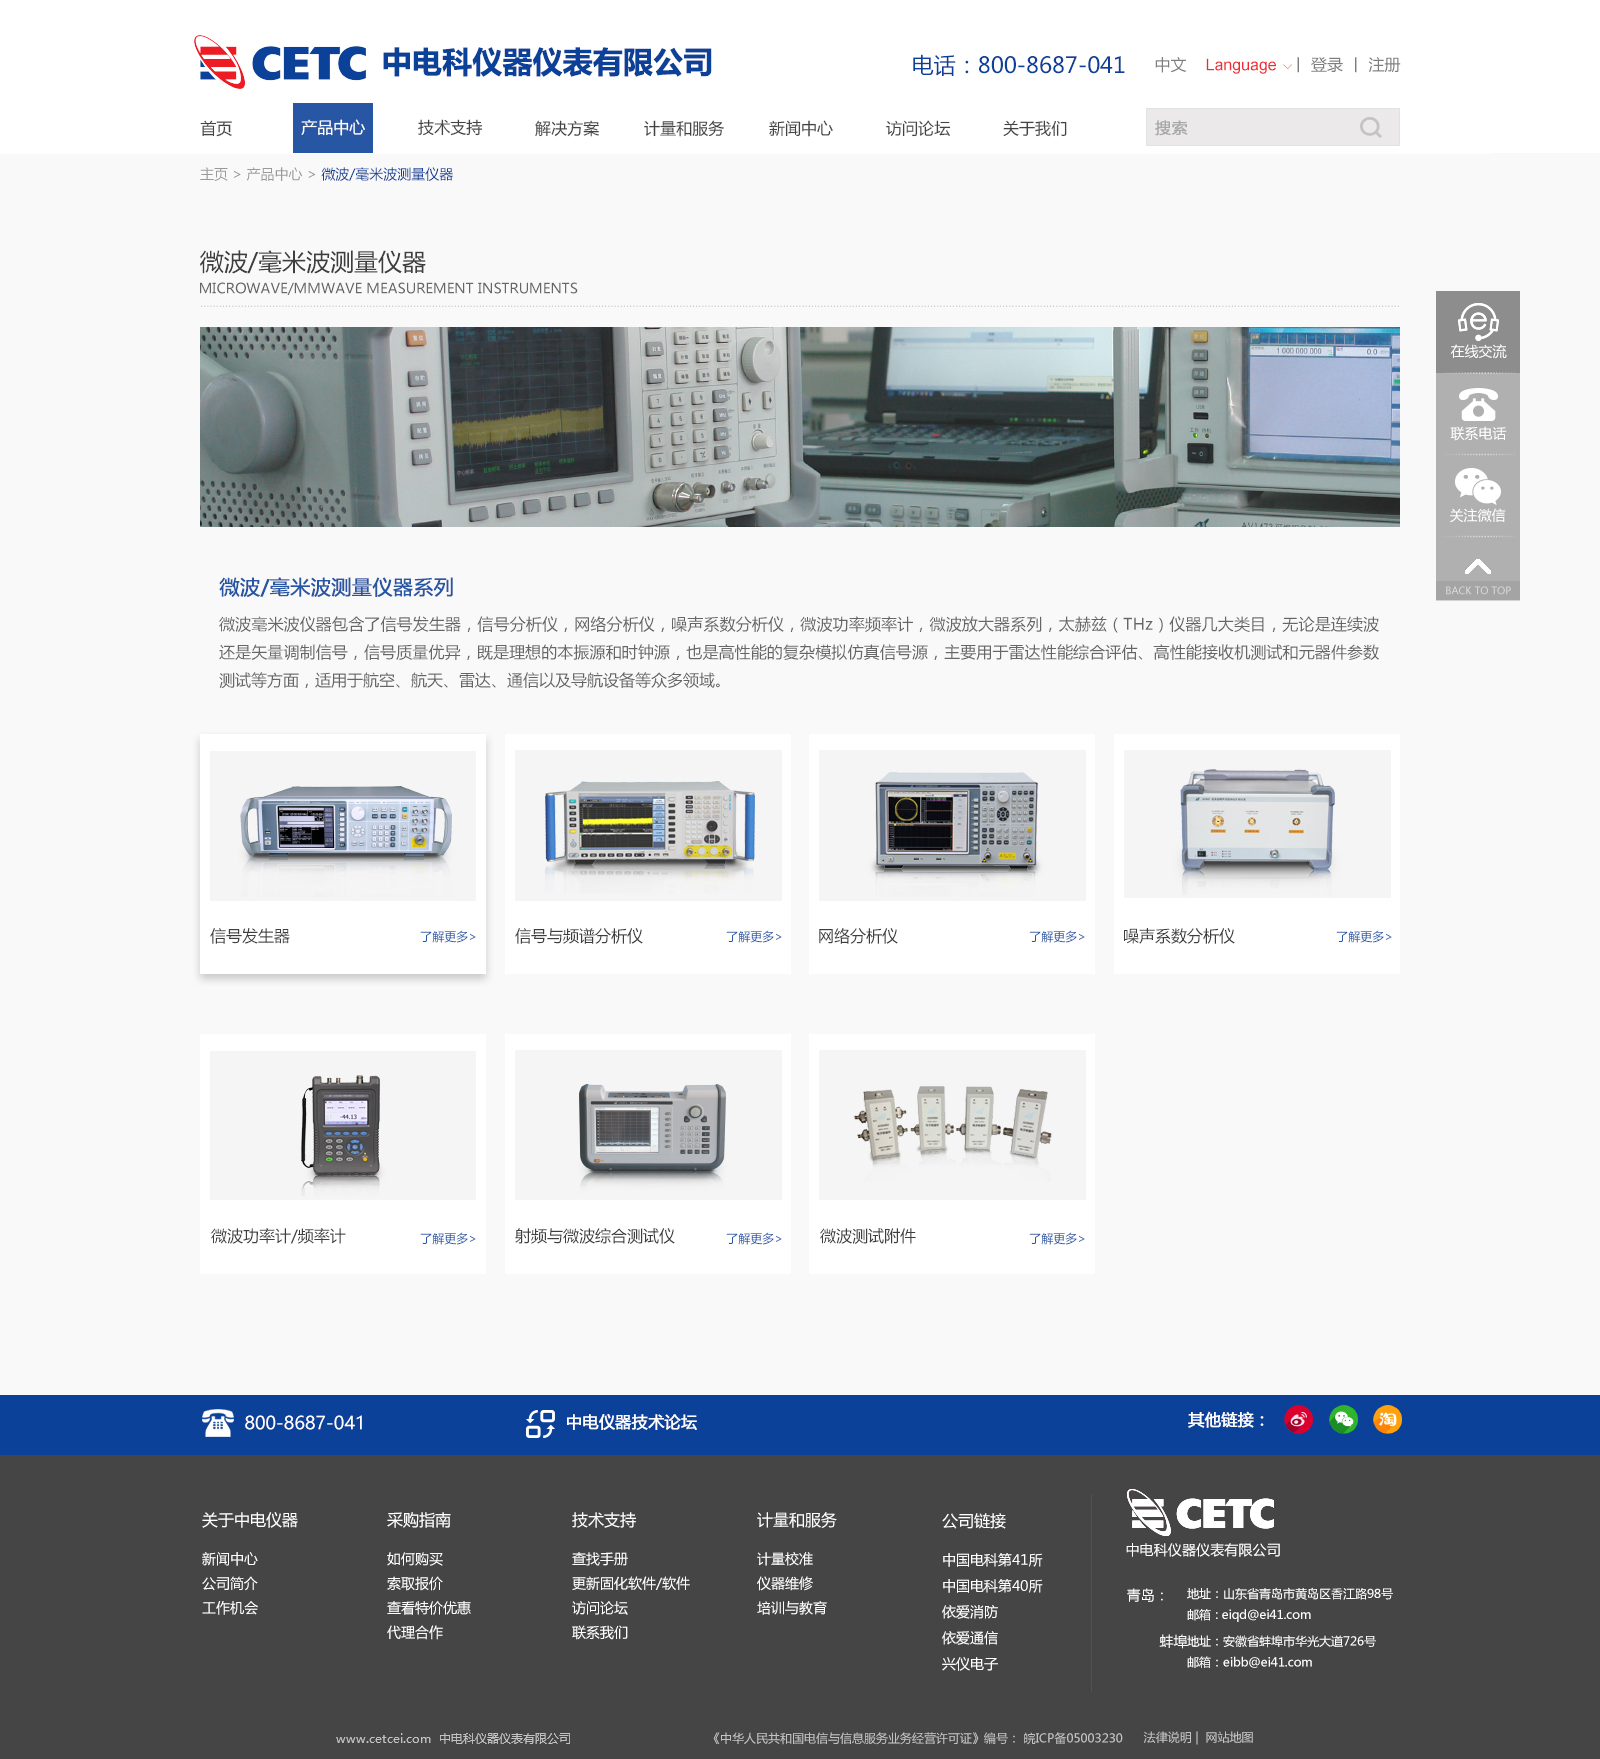 CETC 中电科仪器仪表有限公司
电话：800-8687-041
中文 Language | 登录 | 注册
首页 产品中心 技术支持 解决方案 计量和服务 新闻中心 访问论坛 关于我们
搜索
主页 > 产品中心 > 微波/毫米波测量仪器
微波/毫米波测量仪器
MICROWAVE/MMWAVE MEASUREMENT INSTRUMENTS
在线交流
联系电话
关注微信
BACK TO TOP
微波/毫米波测量仪器系列
微波毫米波仪器包含了信号发生器，信号分析仪，网络分析仪，噪声系数分析仪，微波功率频率计，微波放大器系列，太赫兹（THz）仪器几大类目，无论是连续波
还是矢量调制信号，信号质量优异，既是理想的本振源和时钟源，也是高性能的复杂模拟仿真信号源，主要用于雷达性能综合评估、高性能接收机测试和元器件参数
测试等方面，适用于航空、航天、雷达、通信以及导航设备等众多领域。
信号发生器 了解更多>
信号与频谱分析仪 了解更多>
网络分析仪 了解更多>
噪声系数分析仪 了解更多>
-44.13
微波功率计/频率计 了解更多>
射频与微波综合测试仪 了解更多>
微波测试附件 了解更多>
800-8687-041
中电仪器技术论坛
其他链接：
淘
关于中电仪器
新闻中心
公司简介
工作机会
采购指南
如何购买
索取报价
查看特价优惠
代理合作
技术支持
查找手册
更新固化软件/软件
访问论坛
联系我们
计量和服务
计量校准
仪器维修
培训与教育
公司链接
中国电科第41所
中国电科第40所
依爱消防
依爱通信
兴仪电子
CETC
中电科仪器仪表有限公司
青岛： 地址：山东省青岛市黄岛区香江路98号
邮箱：eiqd@ei41.com
蚌埠地址：安徽省蚌埠市华光大道726号
邮箱：eibb@ei41.com
www.cetcei.com 中电科仪器仪表有限公司
《中华人民共和国电信与信息服务业务经营许可证》编号： 皖ICP备05003230
法律说明 | 网站地图